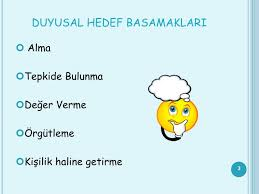 DUYUSAL HEDEF BASAMAKLARI
Alma
Tepkide Bulunma
Değer Verme
Örgütleme
Kişilik haline getirme
3